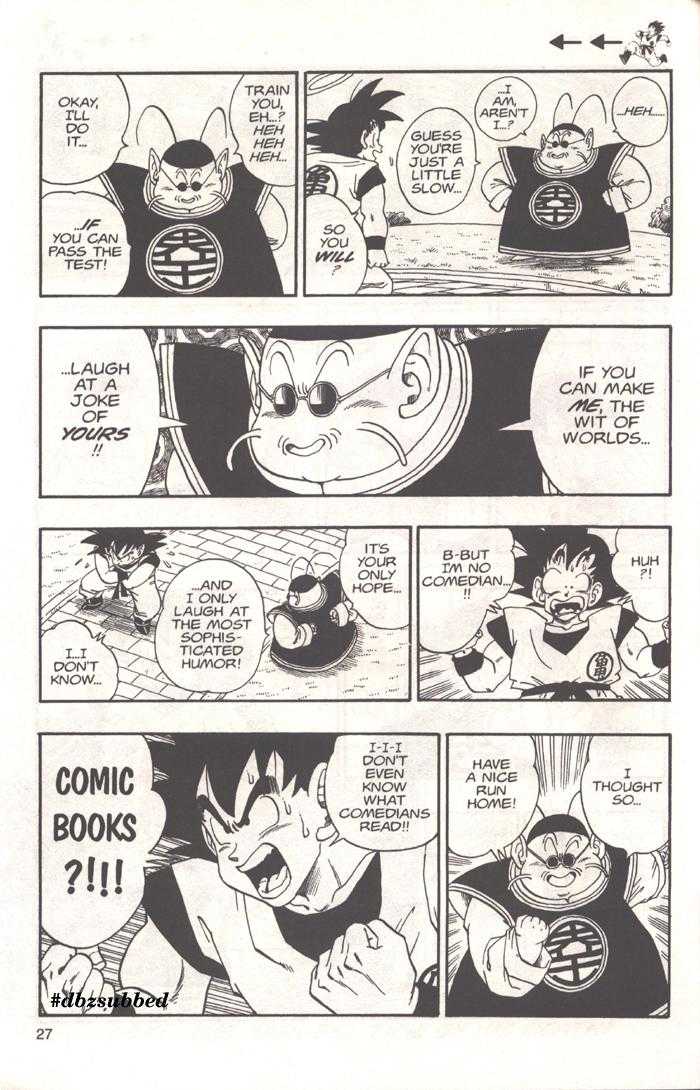 ...HEH......
...I
AM,
AREN'T
I...?
GUESS
YOU'RE
JUST A
LITTLE
SLOW...
SO
YOU
WILL
?
TRAIN
YOU,
EH...?
HEH
HEH
HEH...
OKAY,
I'LL
DO
IT...
...IF
YOU CAN
PASS THE
TEST!
IF YOU
CAN MAKE
ME, THE
WIT OF
WORLDS...
...LAUGH
AT A
JOKE
OF
YOURS
!!
HUH
?!
B-BUT
I'M NO
COMEDIAN...
!!
IT'S
YOUR
ONLY
HOPE...
...AND
I ONLY
LAUGH AT
THE MOST
SOPHIS-
TICATED
HUMOR!
I...I
DON'T
KNOW...
I
THOUGHT
SO...
HAVE
A NICE
RUN
HOME!
I-I-I
DON'T
EVEN
KNOW
WHAT
COMEDIANS
READ!!
COMIC
BOOKS
?!!!
#dbzsubbed
27